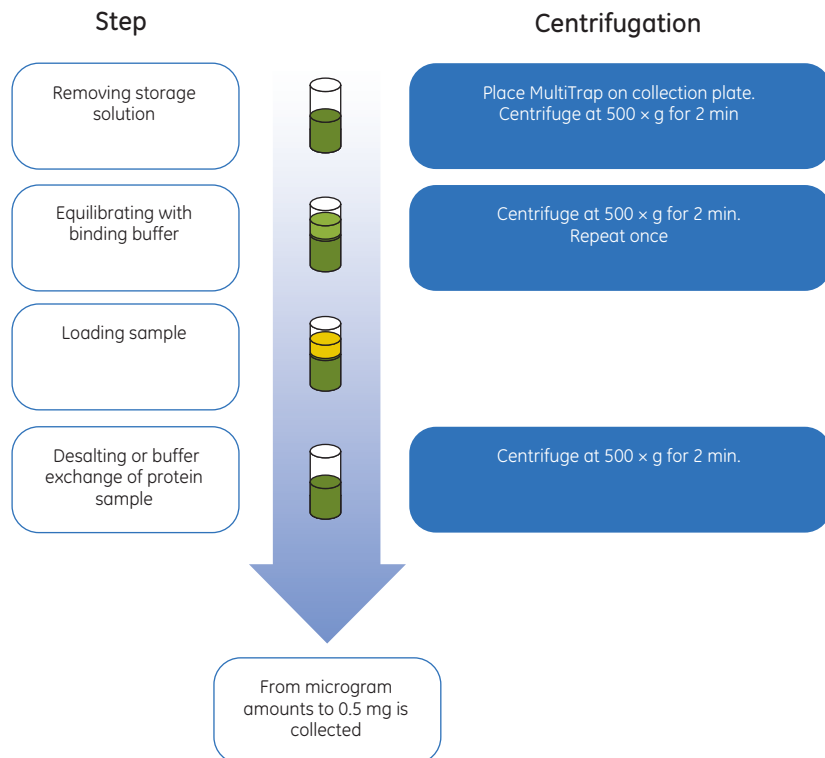 Step
Centrifugation
Removing storage
solution
Place MultiTrap on collection plate.
Centrifuge at 500 × g for 2 min
Equilibrating with
binding buffer
Centrifuge at 500 × g for 2 min.
Repeat once
Loading sample
Desalting or buffer
exchange of protein
sample
Centrifuge at 500 × g for 2 min.
From microgram
amounts to 0.5 mg is
collected